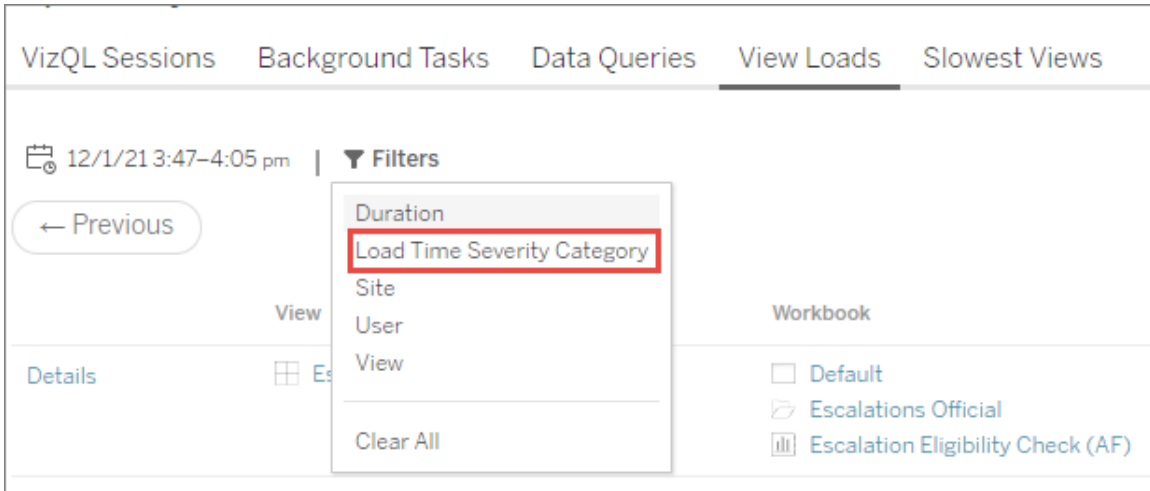 VizQL Sessions Background Tasks Data Queries View Loads Slowest Views
12/1/21 3:47–4:05 pm | Filters
← Previous
Duration
Load Time Severity Category
Site
User
View
Clear All
View Workbook
Details Es Default
Escalations Official
Escalation Eligibility Check (AF)